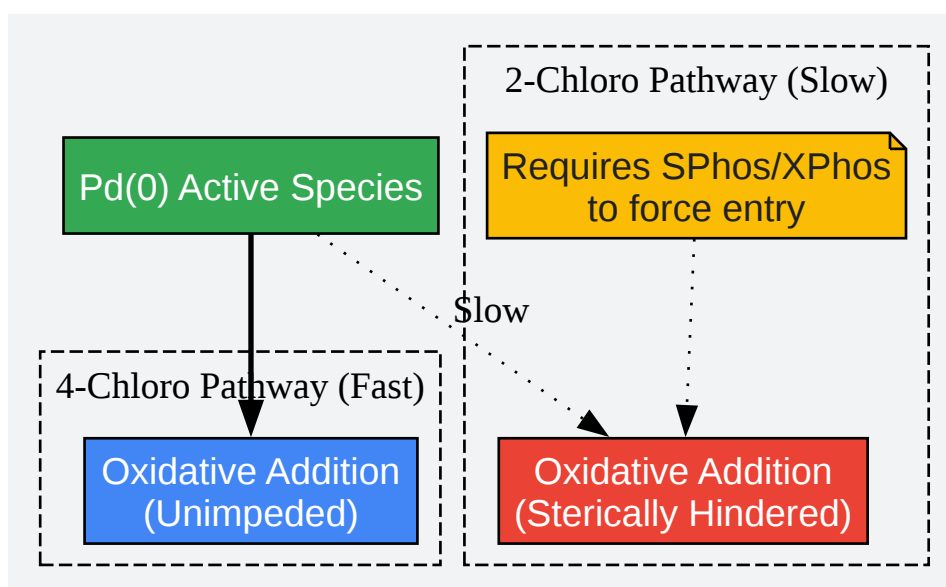 2-Chloro Pathway (Slow)
Pd(0) Active Species
Requires SPhos/XPhos
to force entry
Slow
4-Chloro Pathway (Fast)
Oxidative Addition
(Unimpeded)
Oxidative Addition
(Sterically Hindered)